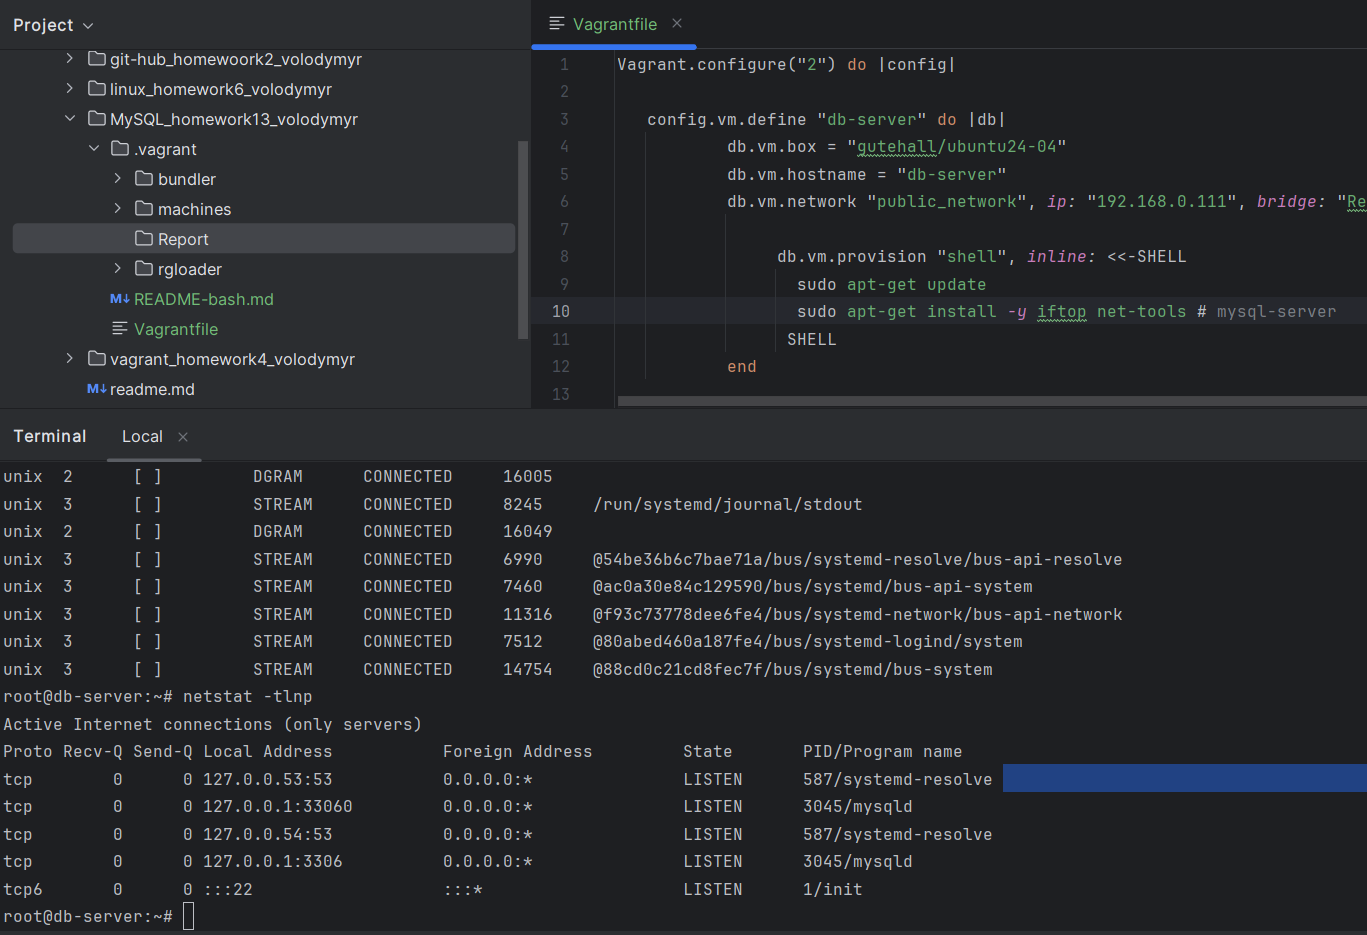 Project
git-hub_homewoork2_volodymyr
linux_homework6_volodymyr
MySQL_homework13_volodymyr
.vagrant
bundler
machines
Report
rgloader
M↓ README-bash.md
Vagrantfile
vagrant_homework4_volodymyr
M↓ readme.md
Vagrantfile
1 Vagrant.configure("2") do |config|
2
3 config.vm.define "db-server" do |db|
4 db.vm.box = "gutehall/ubuntu24-04"
5 db.vm.hostname = "db-server"
6 db.vm.network "public_network", ip: "192.168.0.111", bridge: "Re
7
8 db.vm.provision "shell", inline: <<-SHELL
9 sudo apt-get update
10 sudo apt-get install -y iftop net-tools # mysql-server
11 SHELL
12 end
13
Terminal Local
unix 2 [ ] DGRAM CONNECTED 16005
unix 3 [ ] STREAM CONNECTED 8245 /run/systemd/journal/stdout
unix 2 [ ] DGRAM CONNECTED 16049
unix 3 [ ] STREAM CONNECTED 6990 @54be36b6c7bae71a/bus/systemd-resolve/bus-api-resolve
unix 3 [ ] STREAM CONNECTED 7460 @ac0a30e84c129590/bus/systemd/bus-api-system
unix 3 [ ] STREAM CONNECTED 11316 @f93c73778dee6fe4/bus/systemd-network/bus-api-network
unix 3 [ ] STREAM CONNECTED 7512 @80abed460a187fe4/bus/systemd-logind/system
unix 3 [ ] STREAM CONNECTED 14754 @88cd0c21cd8fec7f/bus/systemd/bus-system
root@db-server:~# netstat -tlnp
Active Internet connections (only servers)
Proto Recv-Q Send-Q Local Address Foreign Address State PID/Program name
tcp 0 0 127.0.0.53:53 0.0.0.0:* LISTEN 587/systemd-resolve
tcp 0 0 127.0.0.1:33060 0.0.0.0:* LISTEN 3045/mysqld
tcp 0 0 127.0.0.54:53 0.0.0.0:* LISTEN 587/systemd-resolve
tcp 0 0 127.0.0.1:3306 0.0.0.0:* LISTEN 3045/mysqld
tcp6 0 0 :::22 :::* LISTEN 1/init
root@db-server:~#